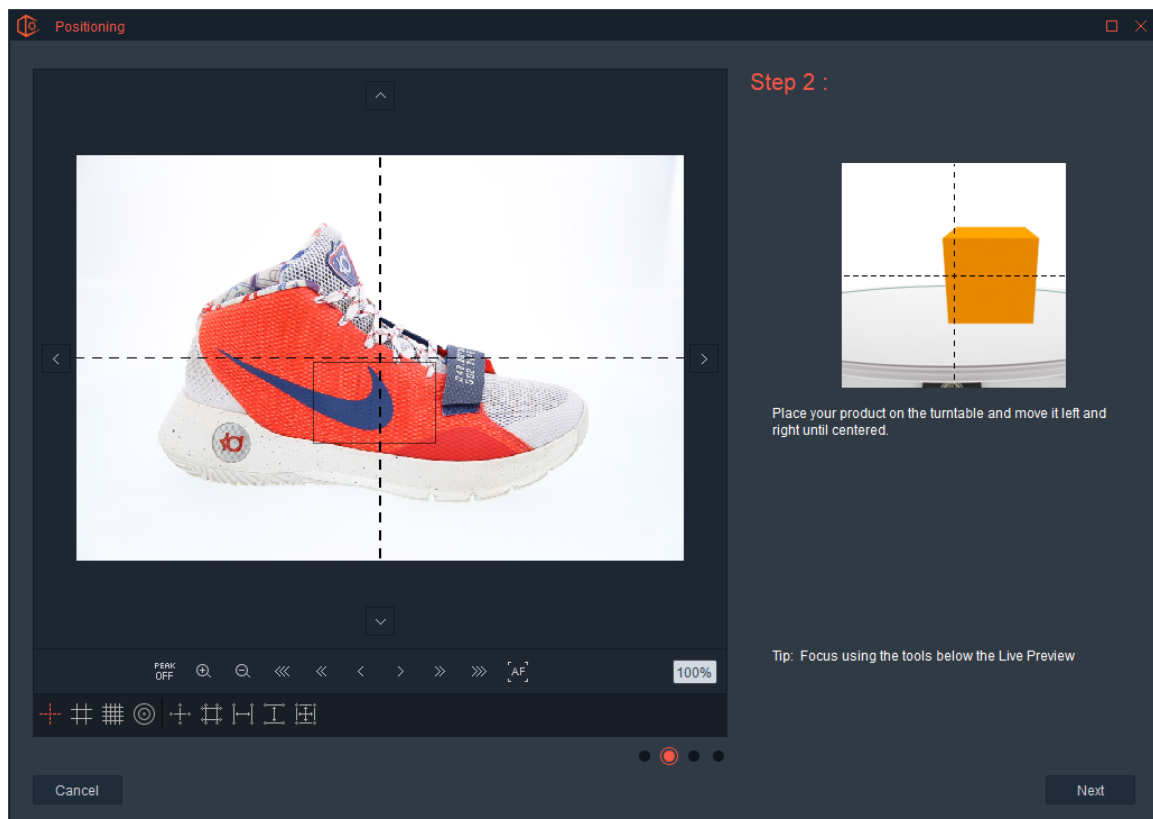 Positioning
Step 2 :
Place your product on the turntable and move it left and
right until centered.
Tip: Focus using the tools below the Live Preview
PEAK
OFF
AF
100%
Cancel
Next